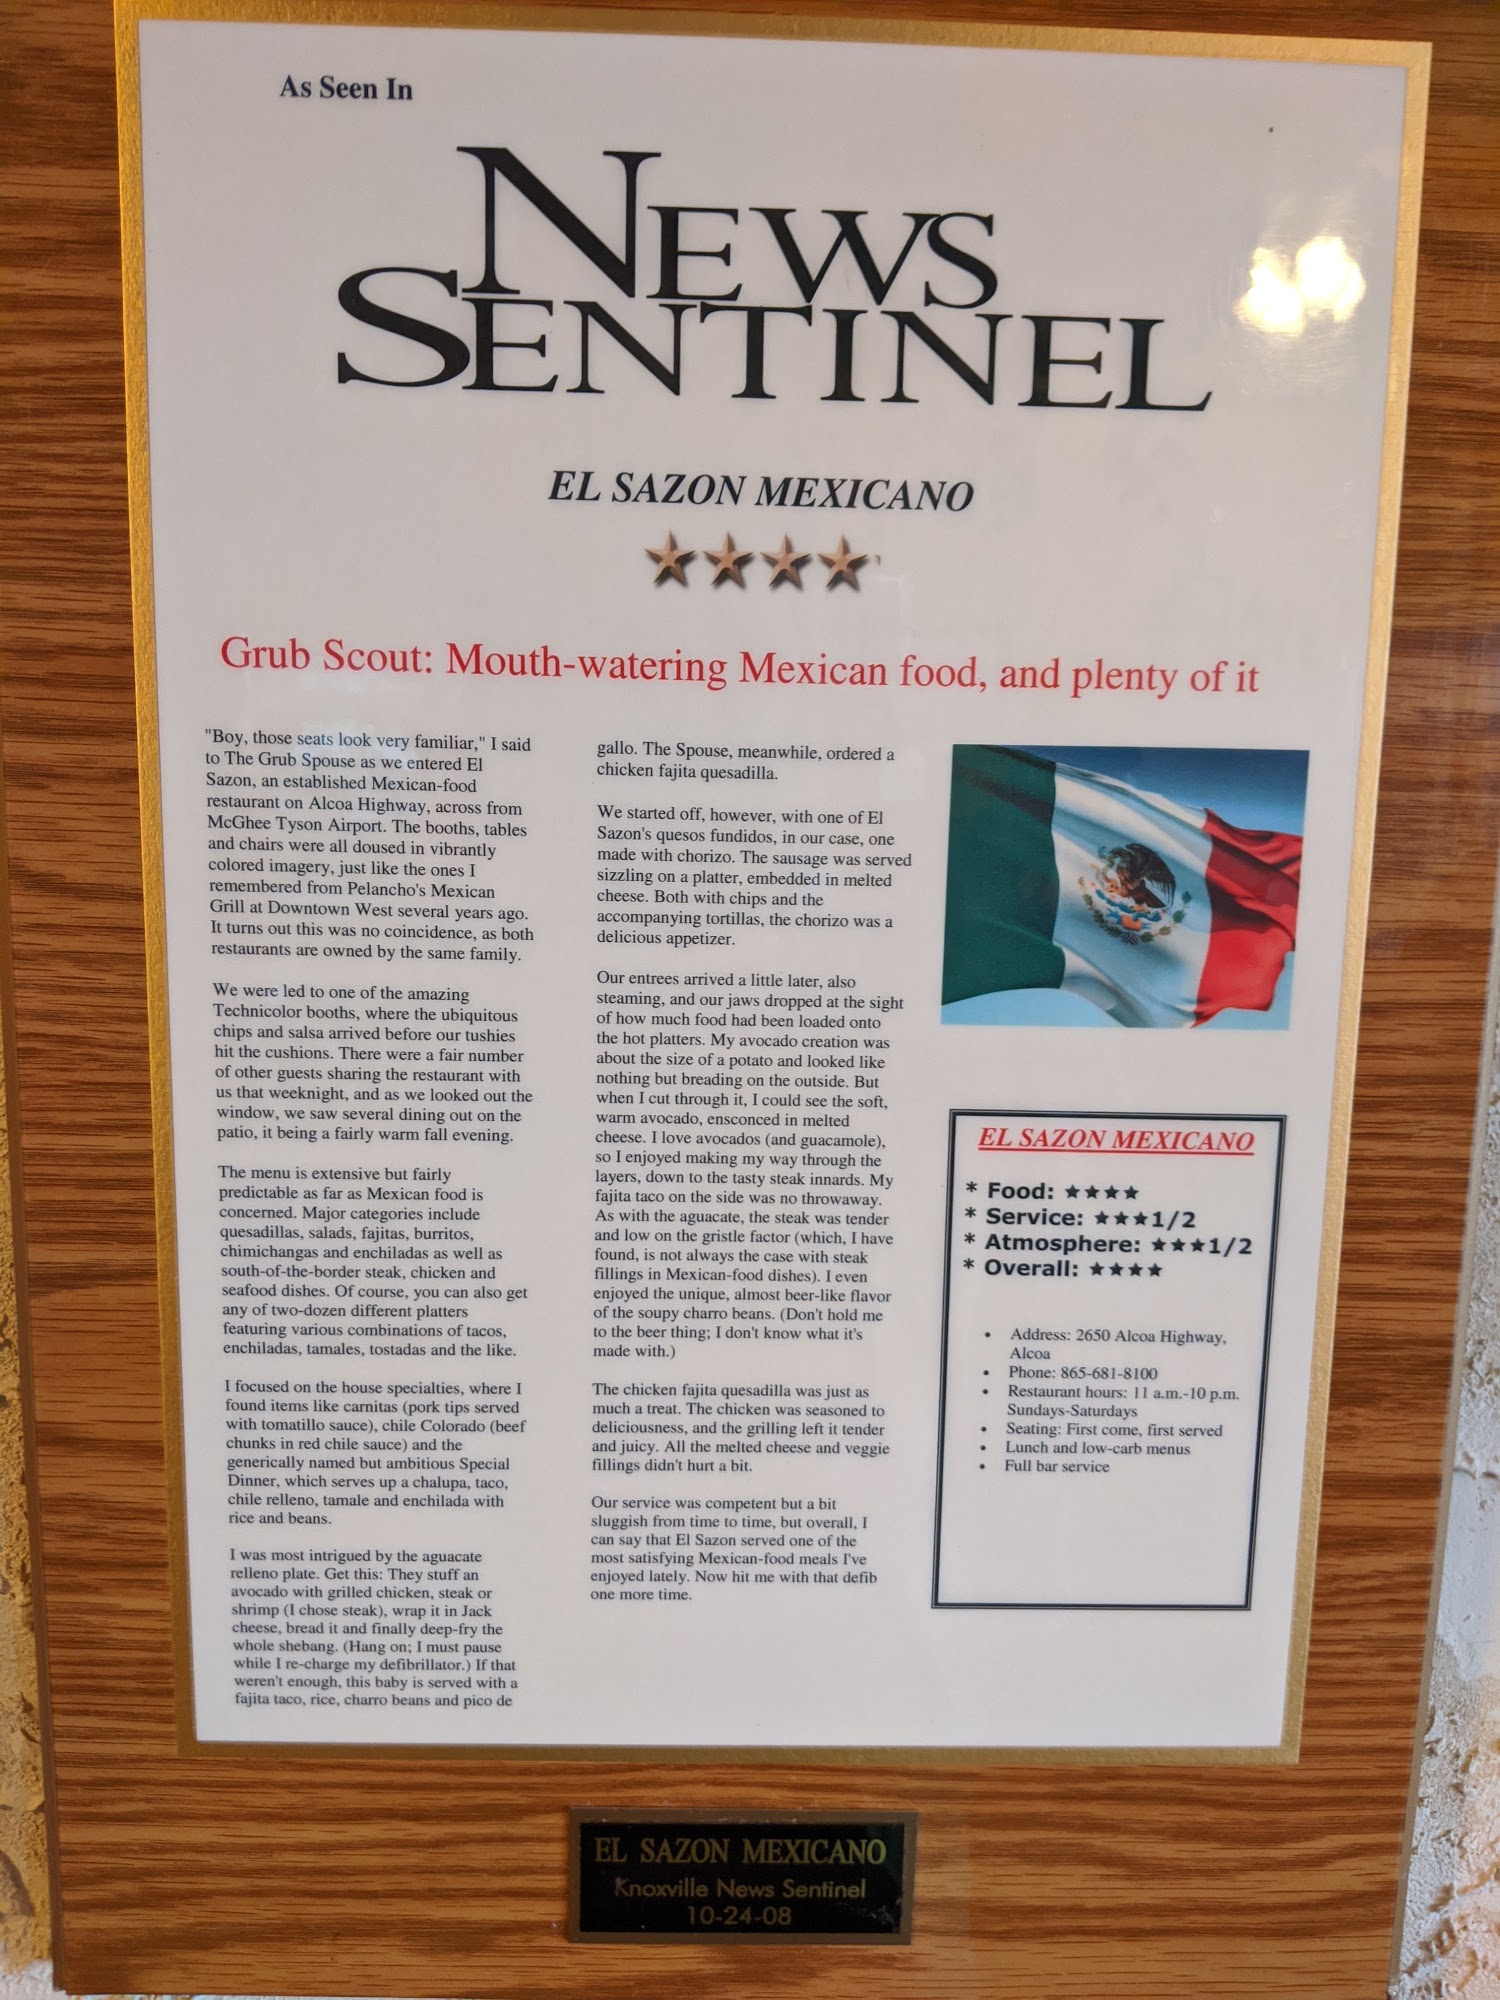 As Seen In
NEWS
SENTINEL
EL SAZON MEXICANO
Grub Scout: Mouth-watering Mexican food, and plenty of it
"Boy, those seats look very familiar," I said
to The Grub Spouse as we entered El
Sazon, an established Mexican-food
restaurant on Alcoa Highway, across from
McGhee Tyson Airport. The booths, tables
and chairs were all doused in vibrantly
colored imagery, just like the ones I
remembered from Pelancho's Mexican
Grill at Downtown West several years ago.
It turns out this was no coincidence, as both
restaurants are owned by the same family.
We were led to one of the amazing
Technicolor booths, where the ubiquitous
chips and salsa arrived before our tushies
hit the cushions. There were a fair number
of other guests sharing the restaurant with
us that weeknight, and as we looked out the
window, we saw several dining out on the
patio, it being a fairly warm fall evening.
The menu is extensive but fairly
predictable as far as Mexican food is
concerned. Major categories include
quesadillas, salads, fajitas, burritos,
chimichangas and enchiladas as well as
south-of-the-border steak, chicken and
seafood dishes. Of course, you can also get
any of two-dozen different platters
featuring various combinations of tacos,
enchiladas, tamales, tostadas and the like.
I focused on the house specialties, where I
found items like carnitas (pork tips served
with tomatillo sauce), chile Colorado (beef
chunks in red chile sauce) and the
generically named but ambitious Special
Dinner, which serves up a chalupa, taco,
chile relleno, tamale and enchilada with
rice and beans.
I was most intrigued by the aguacate
relleno plate. Get this: They stuff an
avocado with grilled chicken, steak or
shrimp (I chose steak), wrap it in Jack
cheese, bread it and finally deep-fry the
whole shebang. (Hang on; I must pause
while I re-charge my defibrillator.) If that
weren't enough, this baby is served with a
fajita taco, rice, charro beans and pico de
gallo. The Spouse, meanwhile, ordered a
chicken fajita quesadilla.
We started off, however, with one of El
Sazon's quesos fundidos, in our case, one
made with chorizo. The sausage was served
sizzling on a platter, embedded in melted
cheese. Both with chips and the
accompanying tortillas, the chorizo was a
delicious appetizer.
Our entrees arrived a little later, also
steaming, and our jaws dropped at the sight
of how much food had been loaded onto
the hot platters. My avocado creation was
about the size of a potato and looked like
nothing but breading on the outside. But
when I cut through it, I could see the soft,
warm avocado, ensconced in melted
cheese. I love avocados (and guacamole),
so I enjoyed making my way through the
layers, down to the tasty steak innards. My
fajita taco on the side was no throwaway.
As with the aguacate, the steak was tender
and low on the gristle factor (which, I have
found, is not always the case with steak
fillings in Mexican-food dishes). I even
enjoyed the unique, almost beer-like flavor
of the soupy charro beans. (Don't hold me
to the beer thing; I don't know what it's
made with.)
The chicken fajita quesadilla was just as
much a treat. The chicken was seasoned to
deliciousness, and the grilling left it tender
and juicy. All the melted cheese and veggie
fillings didn't hurt a bit.
Our service was competent but a bit
sluggish from time to time, but overall, I
can say that El Sazon served one of the
most satisfying Mexican-food meals I've
enjoyed lately. Now hit me with that defib
one more time.
EL SAZON MEXICANO
* Food: ★★★★
* Service: ★★★1/2
* Atmosphere: ★★★1/2
* Overall: ★★★★
• Address: 2650 Alcoa Highway,
Alcoa
• Phone: 865-681-8100
• Restaurant hours: 11 a.m.-10 p.m.
Sundays-Saturdays
• Seating: First come, first served
• Lunch and low-carb menus
• Full bar service
EL SAZON MEXICANO
Knoxville News Sentinel
10-24-08